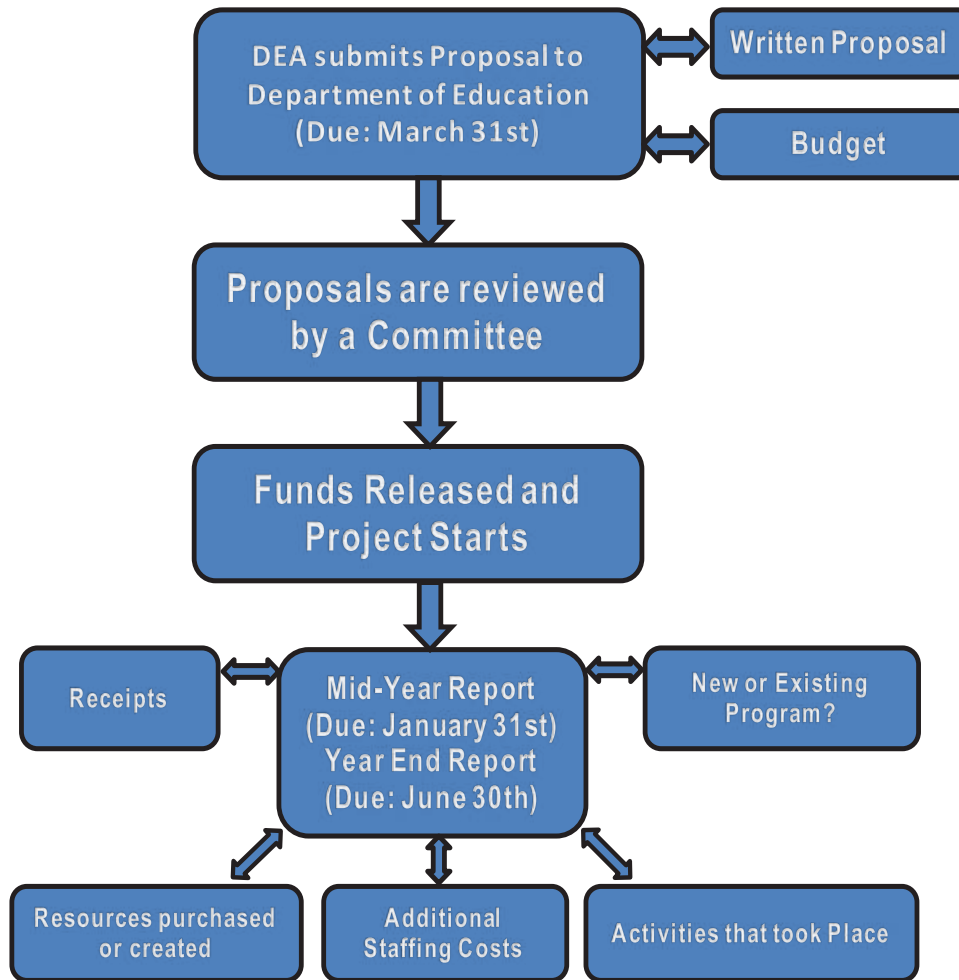 DEA submits Proposal to
Department of Education
(Due: March 31st)
Written Proposal
Budget
Proposals are reviewed
by a Committee
Funds Released and
Project Starts
Receipts
Mid-Year Report
(Due: January 31st)
Year End Report
(Due: June 30th)
New or Existing
Program?
Resources purchased
or created
Additional
Staffing Costs
Activities that took Place